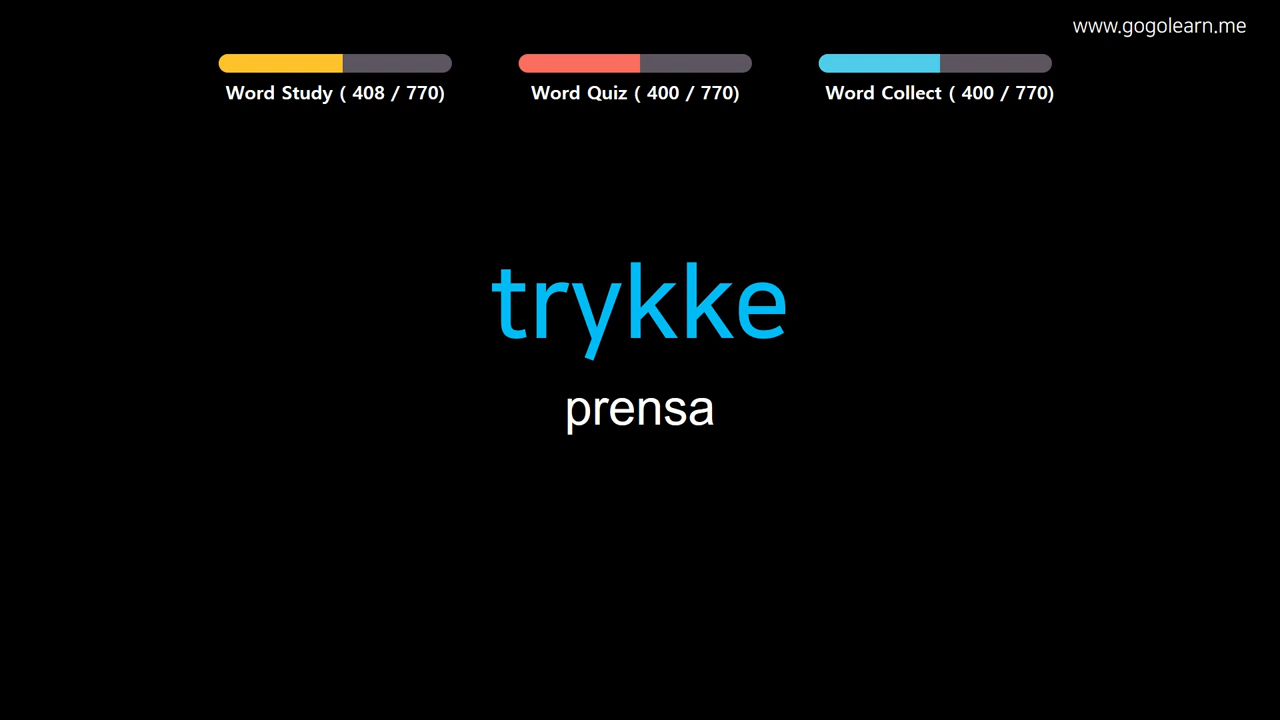 www.gogolearn.me
Word Study ( 408 / 770)
Word Quiz ( 400 / 770)
Word Collect ( 400 / 770)
trykke
prensa